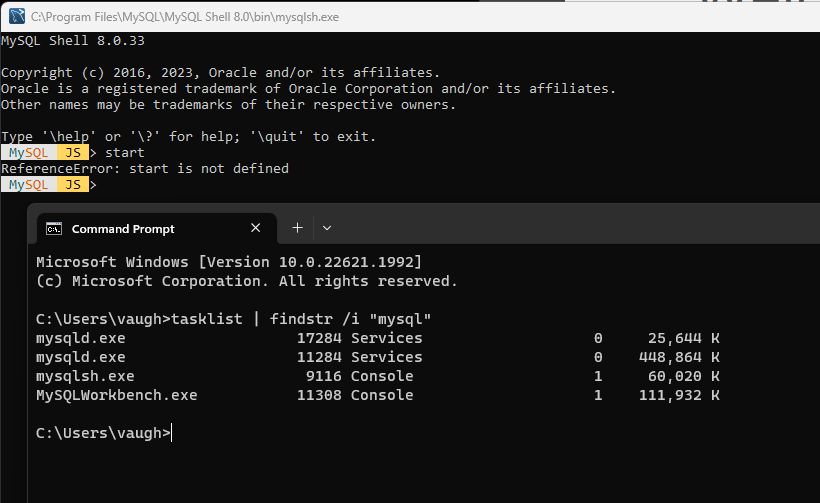 C:\Program Files\MySQL\MySQL Shell 8.0\bin\mysqlsh.exe
MySQL Shell 8.0.33
Copyright (c) 2016, 2023, Oracle and/or its affiliates.
Oracle is a registered trademark of Oracle Corporation and/or its affiliates.
Other names may be trademarks of their respective owners.
Type '\help' or '\?' for help; '\quit' to exit.
MySQL JS > start
ReferenceError: start is not defined
MySQL JS >
Command Prompt
Microsoft Windows [Version 10.0.22621.1992]
(c) Microsoft Corporation. All rights reserved.
C:\Users\vaugh>tasklist | findstr /i "mysql"
mysqld.exe 17284 Services 0 25,644 K
mysqld.exe 11284 Services 0 448,864 K
mysqlsh.exe 9116 Console 1 60,020 K
MySQLWorkbench.exe 11308 Console 1 111,932 K
C:\Users\vaugh>